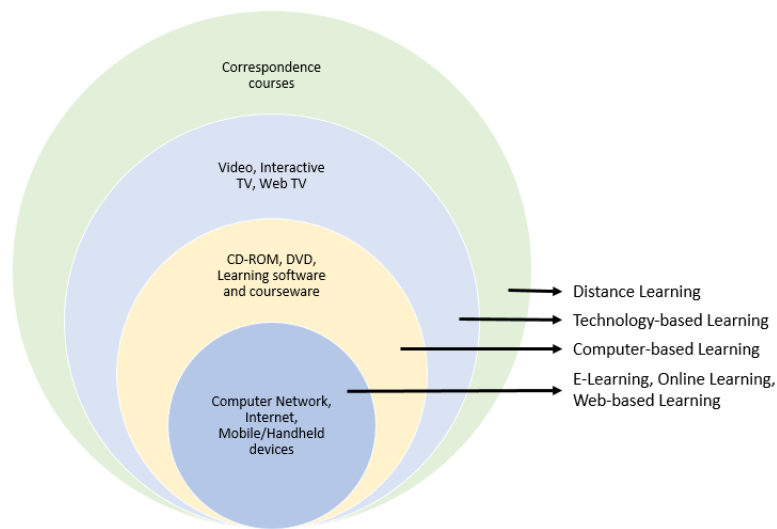 Correspondence
courses
Video, Interactive
TV, Web TV
CD-ROM, DVD,
Learning software
and courseware
Computer Network,
Internet,
Mobile/Handheld
devices
Distance Learning
Technology-based Learning
Computer-based Learning
E-Learning, Online Learning,
Web-based Learning